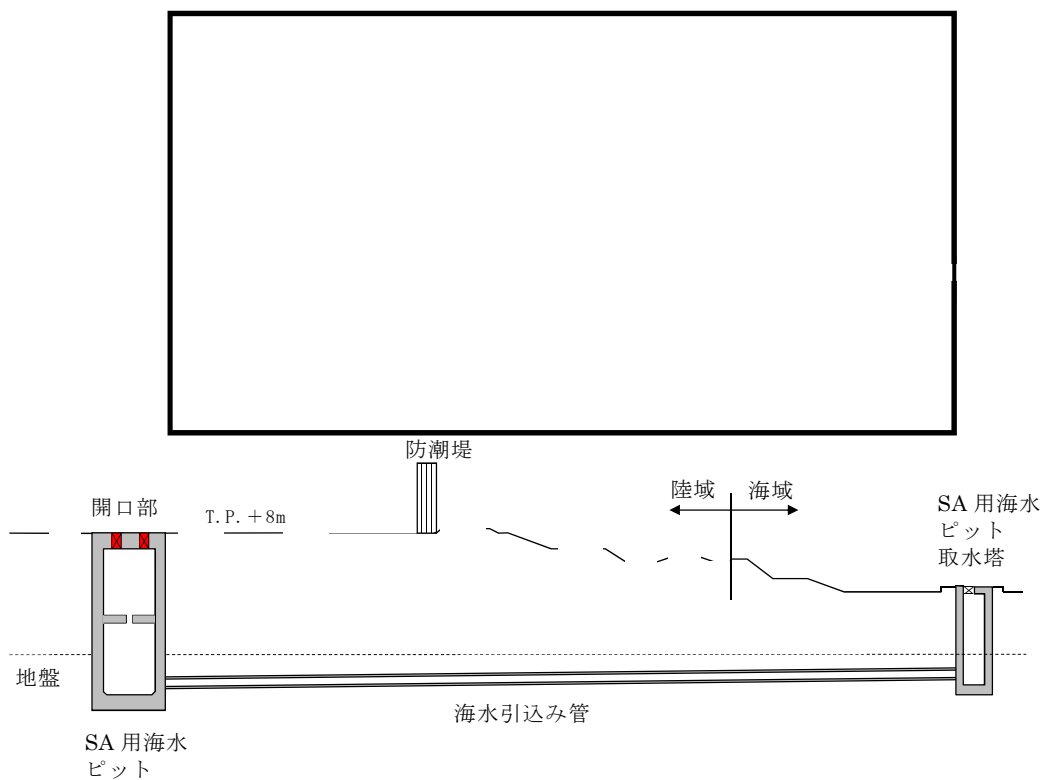 防潮堤
陸域
海域
開口部
T.P.+8m
SA 用海水
ピット
取水塔
地盤
海水引込み管
SA 用海水
ピット